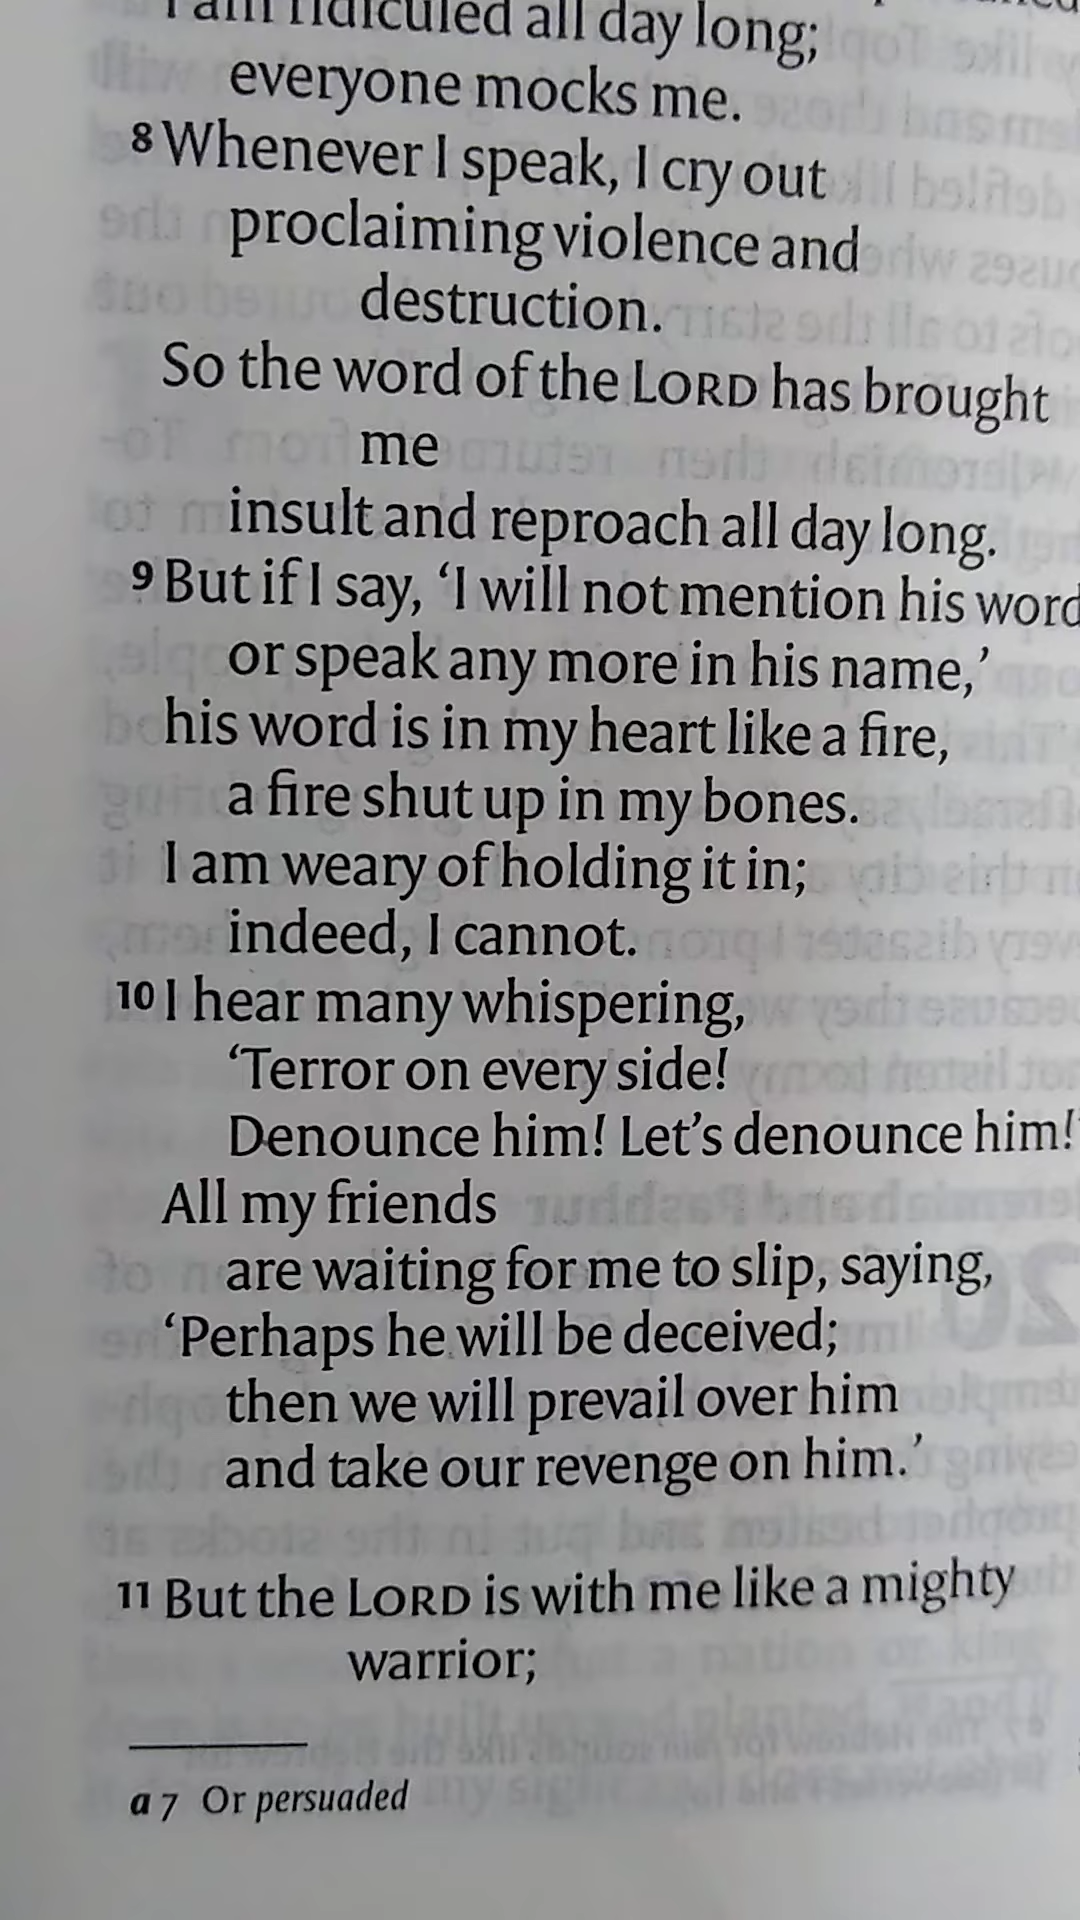 I am ridiculed all day long;
everyone mocks me.
8 Whenever I speak, I cry out
proclaiming violence and
destruction.
So the word of the LORD has brought
me
insult and reproach all day long.
9 But if I say, ‘I will not mention his word
or speak any more in his name,’
his word is in my heart like a fire,
a fire shut up in my bones.
I am weary of holding it in;
indeed, I cannot.
10 I hear many whispering,
‘Terror on every side!
Denounce him! Let’s denounce him!’
All my friends
are waiting for me to slip, saying,
‘Perhaps he will be deceived;
then we will prevail over him
and take our revenge on him.’
11 But the LORD is with me like a mighty
warrior;
a 7 Or persuaded